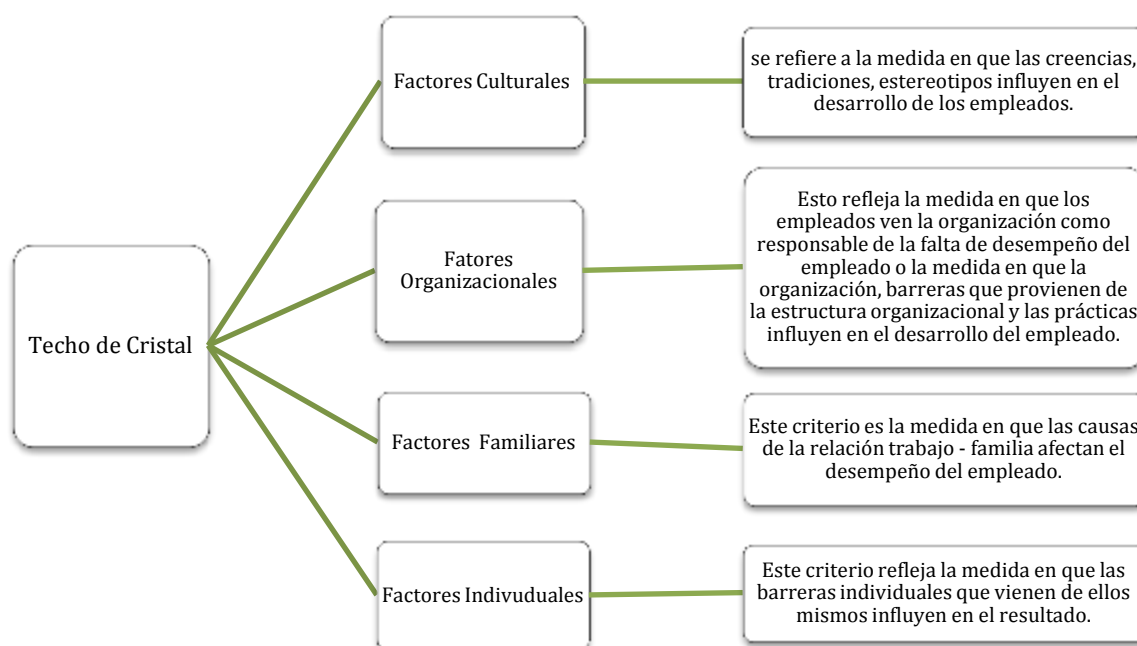 Techo de Cristal
Factores Culturales
se refiere a la medida en que las creencias,
tradiciones, estereotipos influyen en el
desarrollo de los empleados.
Fatores
Organizacionales
Esto refleja la medida en que los
empleados ven la organización como
responsable de la falta de desempeño del
empleado o la medida en que la
organización, barreras que provienen de
la estructura organizacional y las prácticas
influyen en el desarrollo del empleado.
Factores Familiares
Este criterio es la medida en que las causas
de la relación trabajo - familia afectan el
desempeño del empleado.
Factores Indivuduales
Este criterio refleja la medida en que las
barreras individuales que vienen de ellos
mismos influyen en el resultado.